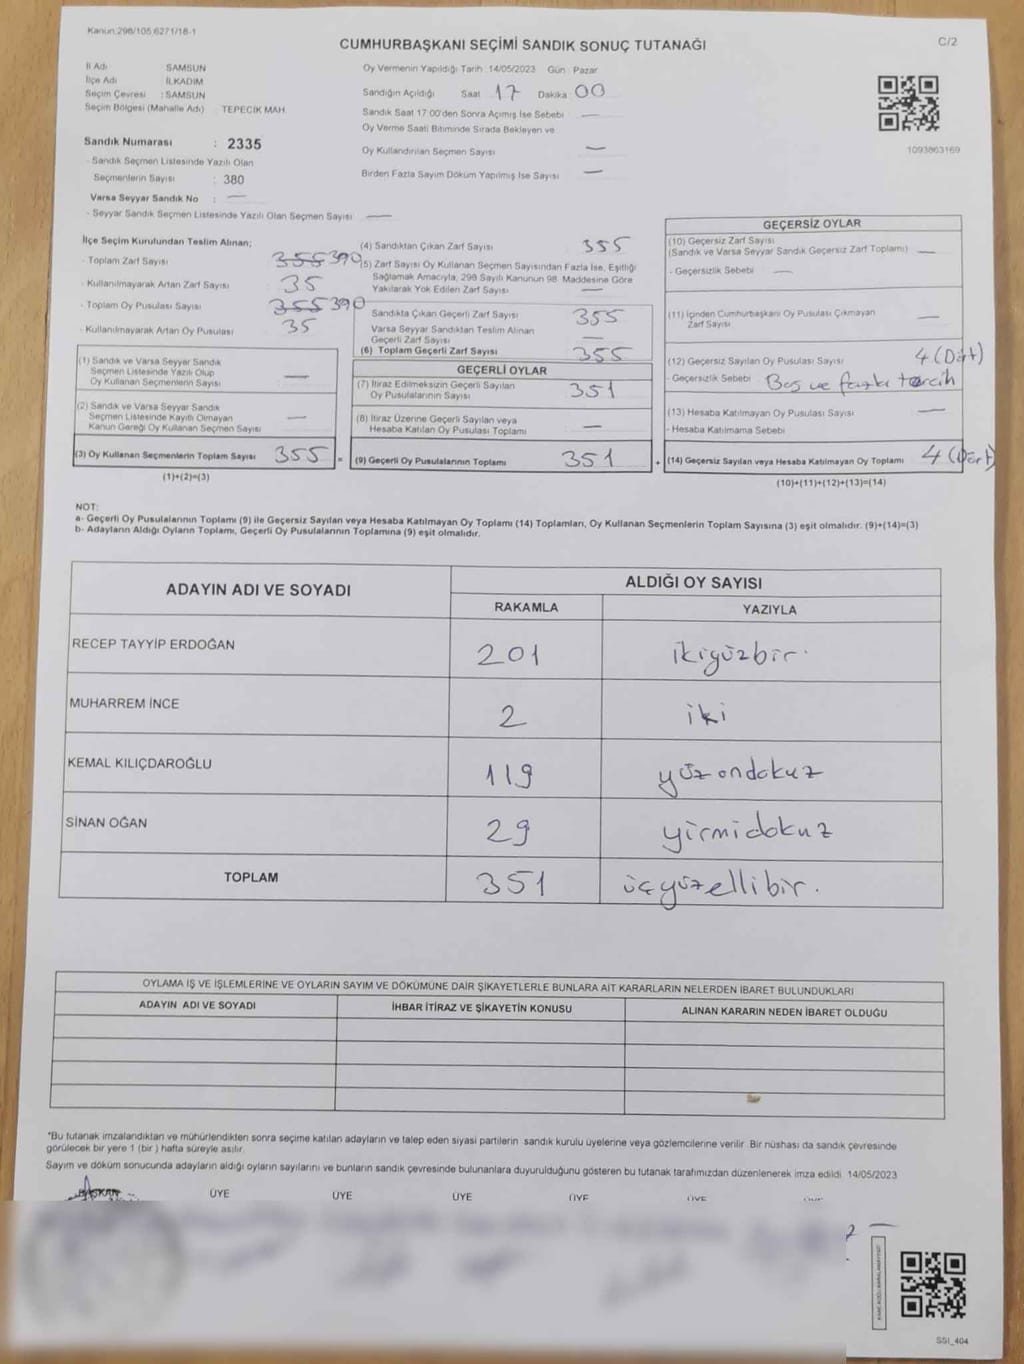 Kanun:298/105,6271/18-1
C/2
CUMHURBAŞKANI SEÇİMİ SANDIK SONUÇ TUTANAĞI
İl Adı SAMSUN
İlçe Adı İLKADIM
Seçim Çevresi : SAMSUN
Seçim Bölgesi (Mahalle Adı) TEPECİK MAH.
Sandık Numarası : 2335
- Sandık Seçmen Listesinde Yazılı Olan
Seçmenlerin Sayısı : 380
Varsa Seyyar Sandık No : —
- Seyyar Sandık Seçmen Listesinde Yazılı Olan Seçmen Sayısı —
Oy Vermenin Yapıldığı Tarih :14/05/2023 Gün : Pazar
Sandığın Açıldığı Saat 17 Dakika 00
Sandık Saat 17:00'den Sonra Açımış İse Sebebi —
Oy Verme Saati Bitiminde Sırada Bekleyen ve
Oy Kullandırılan Seçmen Sayısı —
Birden Fazla Sayım Döküm Yapılmış İse Sayısı —
1093863169
İlçe Seçim Kurulundan Teslim Alınan;
- Toplam Zarf Sayısı 355 390
- Kullanılmayarak Artan Zarf Sayısı 35
- Toplam Oy Pusulası Sayısı 355 390
- Kullanılmayarak Artan Oy Pusulası 35
(1) Sandık ve Varsa Seyyar Sandık
Seçmen Listesinde Yazılı Olup
Oy Kullanan Seçmenlerin Sayısı —
(2) Sandık ve Varsa Seyyar Sandık
Seçmen Listesinde Kayıtlı Olmayan
Kanun Gereği Oy Kullanan Seçmen Sayısı —
(3) Oy Kullanan Seçmenlerin Toplam Sayısı 355 =
(1)+(2)=(3)
(4) Sandıktan Çıkan Zarf Sayısı 355
(5) Zarf Sayısı Oy Kullanan Seçmen Sayısından Fazla İse, Eşitliği
Sağlamak Amacıyla, 298 Sayılı Kanunun 98. Maddesine Göre
Yakılarak Yok Edilen Zarf Sayısı —
Sandıkta Çıkan Geçerli Zarf Sayısı 355
Varsa Seyyar Sandıktan Teslim Alınan
Geçerli Zarf Sayısı —
(6) Toplam Geçerli Zarf Sayısı 355
GEÇERLİ OYLAR
(7) İtiraz Edilmeksizin Geçerli Sayılan
Oy Pusulalarının Sayısı 351
(8) İtiraz Üzerine Geçerli Sayılan veya
Hesaba Katılan Oy Pusulası Toplamı —
(9) Geçerli Oy Pusulalarının Toplamı 351 +
GEÇERSİZ OYLAR
(10) Geçersiz Zarf Sayısı
(Sandık ve Varsa Seyyar Sandık Geçersiz Zarf Toplamı) —
- Geçersizlik Sebebi —
(11) İçinden Cumhurbaşkanı Oy Pusulası Çıkmayan
Zarf Sayısı —
(12) Geçersiz Sayılan Oy Pusulası Sayısı 4 (Dört)
- Geçersizlik Sebebi Boş ve fazla tercih
(13) Hesaba Katılmayan Oy Pusulası Sayısı —
- Hesaba Katılmama Sebebi
(14) Geçersiz Sayılan veya Hesaba Katılmayan Oy Toplamı 4 (Dört)
(10)+(11)+(12)+(13)=(14)
NOT:
a- Geçerli Oy Pusulalarının Toplamı (9) ile Geçersiz Sayılan veya Hesaba Katılmayan Oy Toplamı (14) Toplamları, Oy Kullanan Seçmenlerin Toplam Sayısına (3) eşit olmalıdır. (9)+(14)=(3)
b- Adayların Aldığı Oyların Toplamı, Geçerli Oy Pusulalarının Toplamına (9) eşit olmalıdır.
ADAYIN ADI VE SOYADI ALDIĞI OY SAYISI
RAKAMLA YAZIYLA
RECEP TAYYİP ERDOĞAN 201 ikiyüzbir.
MUHARREM İNCE 2 iki
KEMAL KILIÇDAROĞLU 119 yüzondokuz
SİNAN OĞAN 29 yirmidokuz
TOPLAM 351 üçyüzellibir.
OYLAMA İŞ VE İŞLEMLERİNE VE OYLARIN SAYIM VE DÖKÜMÜNE DAİR ŞİKAYETLERLE BUNLARA AİT KARARLARIN NELERDEN İBARET BULUNDUKLARI
ADAYIN ADI VE SOYADI İHBAR İTİRAZ VE ŞİKAYETİN KONUSU ALINAN KARARIN NEDEN İBARET OLDUĞU
*Bu tutanak imzalandıktan ve mühürlendikten sonra seçime katılan adayların ve talep eden siyasi partilerin sandık kurulu üyelerine veya gözlemcilerine verilir. Bir nüshası da sandık çevresinde
görülecek bir yere 1 (bir) hafta süreyle asılır.
Sayım ve döküm sonucunda adayların aldığı oyların sayılarını ve bunların sandık çevresinde bulunanlara duyurulduğunu gösteren bu tutanak tarafımızdan düzenlenerek imza edildi. 14/05/2023
BAŞKAN ÜYE ÜYE ÜYE ÜYE ÜYE
SSI_404